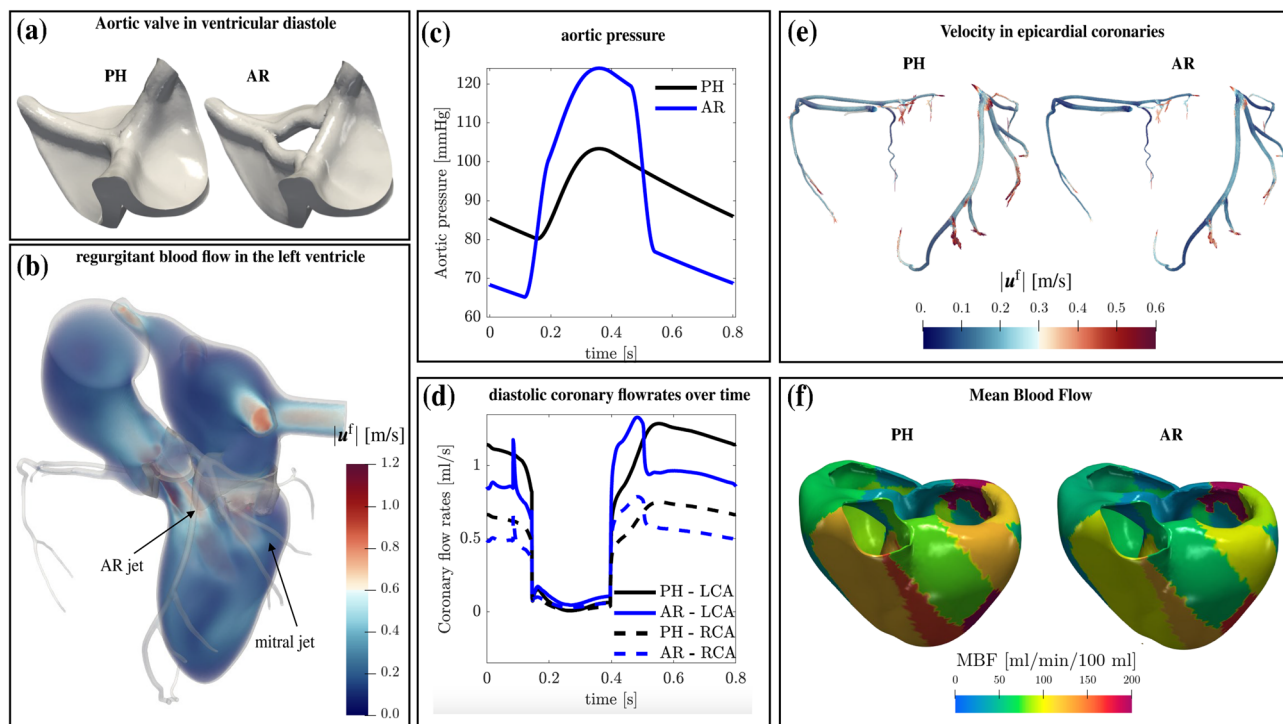 (a)
Aortic valve in ventricular diastole
PH
AR
(b)
regurgitant blood flow in the left ventricle
|𝒖ᶠ| [m/s]
1.2
1.0
0.8
0.6
0.4
0.2
0.0
AR jet
mitral jet
(c)
aortic pressure
PH
AR
Aortic pressure [mmHg]
120
100
80
70
60
0
0.2
0.4
0.6
0.8
time [s]
(d)
diastolic coronary flowrates over time
Coronary flow rates [ml/s]
1
0.5
0
PH - LCA
AR - LCA
PH - RCA
AR - RCA
0
0.2
0.4
0.6
0.8
time [s]
(e)
Velocity in epicardial coronaries
PH
AR
|𝒖ᶠ| [m/s]
0. 0.1 0.2 0.3 0.4 0.5 0.6
(f)
Mean Blood Flow
PH
AR
MBF [ml/min/100 ml]
0 50 100 150 200